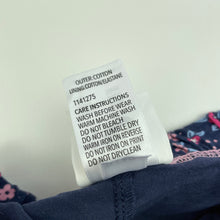 OUTER:COTTON
LINING:COTTON/ELASTANE
T141275
CARE INSTRUCTIONS
WASH BEFORE WEAR
WARM MACHINE WASH
DO NOT BLEACH
DO NOT TUMBLE DRY
WARM IRON ON REVERSE
DO NOT IRON ON PRINT
DO NOT DRYCLEAN